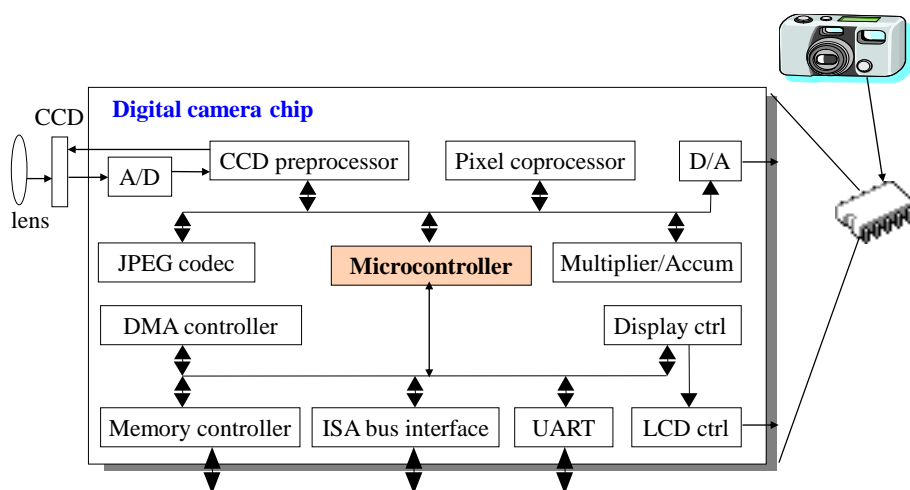 Digital camera chip
CCD
lens
A/D
CCD preprocessor
Pixel coprocessor
D/A
JPEG codec
Microcontroller
Multiplier/Accum
DMA controller
Display ctrl
Memory controller
ISA bus interface
UART
LCD ctrl